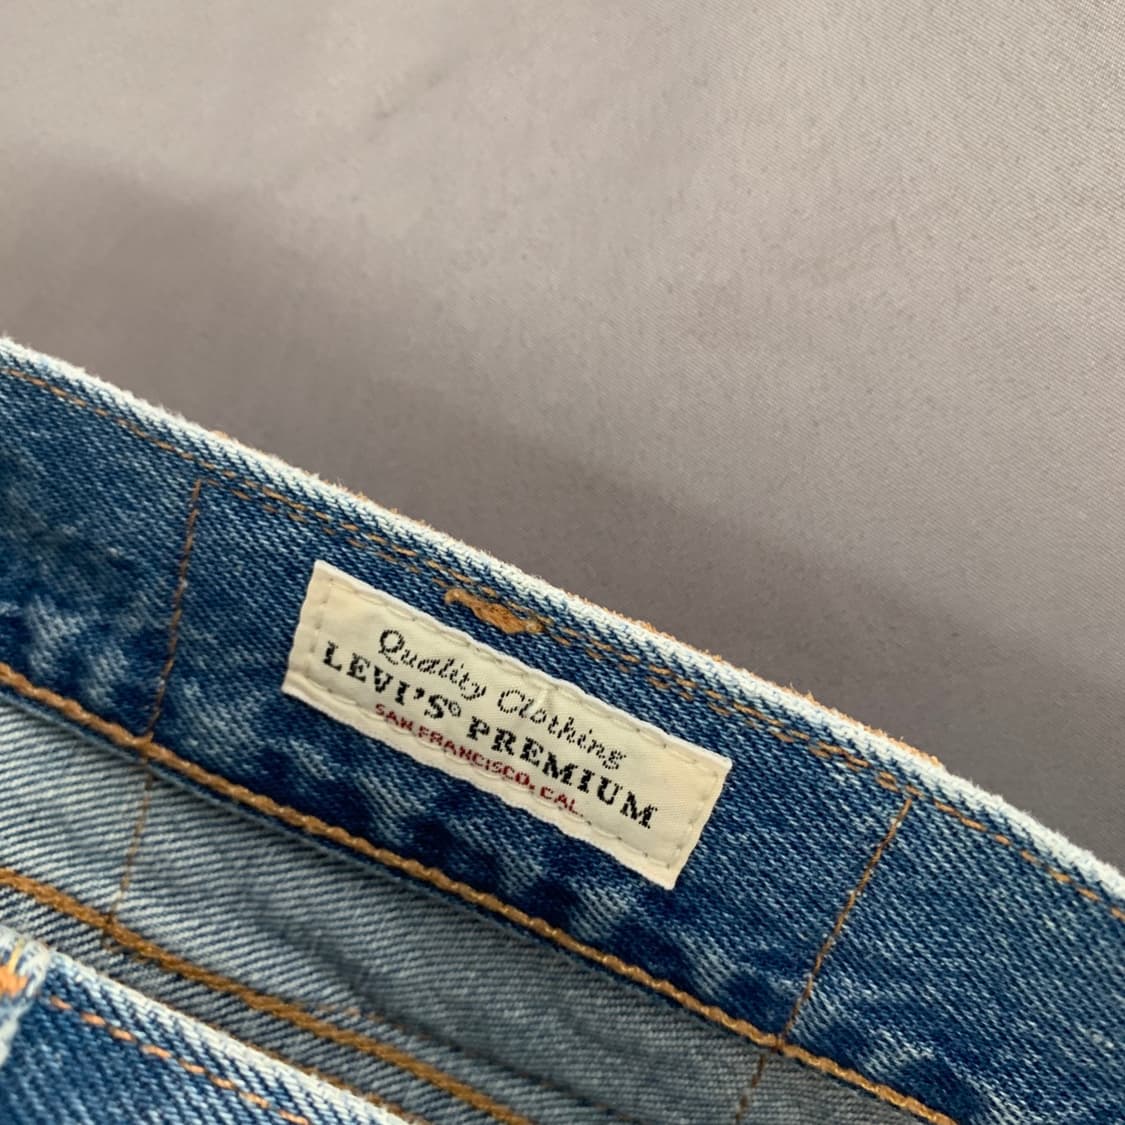 Quality Clothing
LEVI'S® PREMIUM
SAN FRANCISCO, CAL.